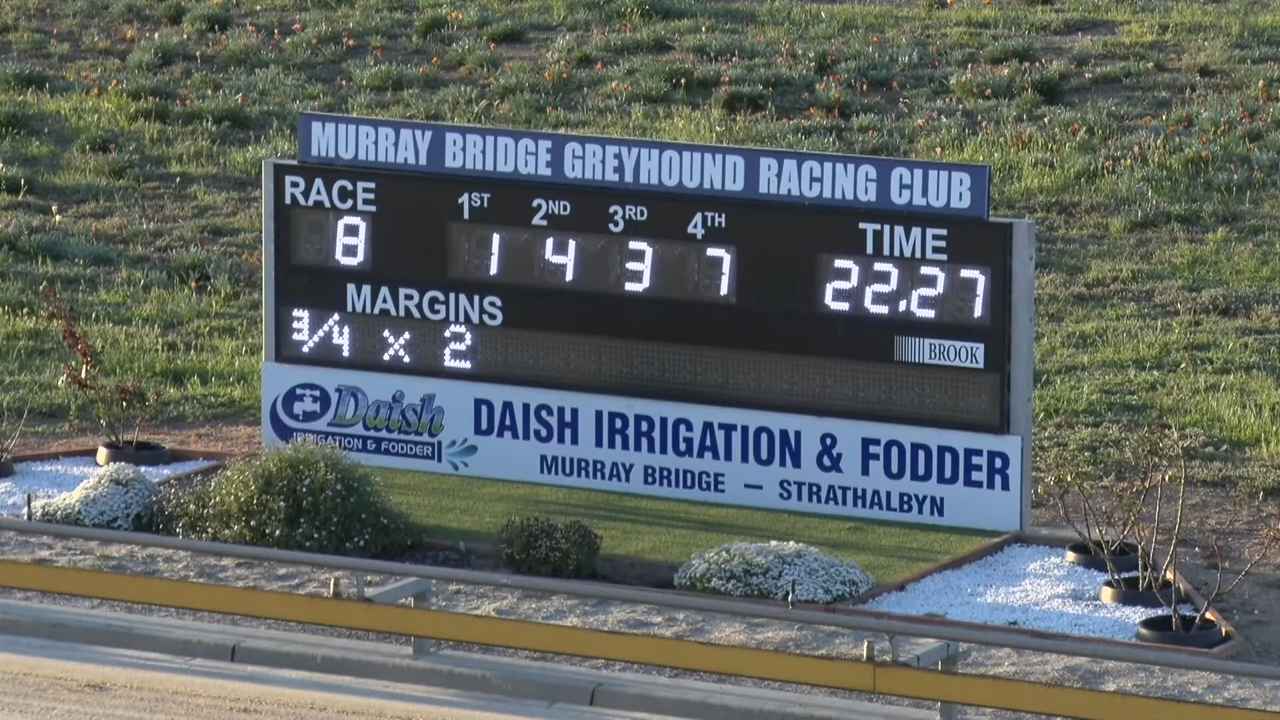 MURRAY BRIDGE GREYHOUND RACING CLUB
RACE 1ST 2ND 3RD 4TH TIME
8 1 4 3 7 22.27
MARGINS
3/4 x 2
BROOK
Daish
IRRIGATION & FODDER
DAISH IRRIGATION & FODDER
MURRAY BRIDGE – STRATHALBYN